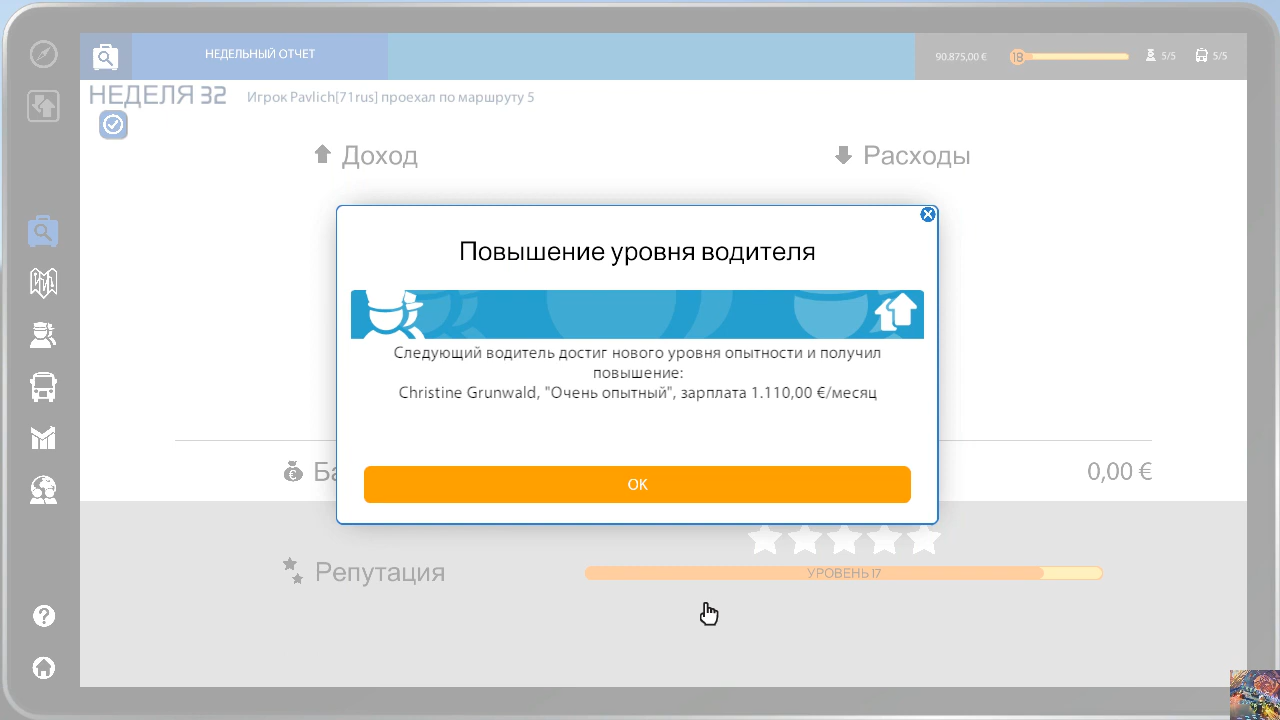 НЕДЕЛЬНЫЙ ОТЧЕТ
90.875,00 €
18
5/5
5/5
НЕДЕЛЯ 32
Игрок Pavlich[71rus] проехал по маршруту 5
Доход
Расходы
Повышение уровня водителя
Следующий водитель достиг нового уровня опытности и получил
повышение:
Christine Grunwald, "Очень опытный", зарплата 1.110,00 €/месяц
Ба
0,00 €
OK
Репутация
УРОВЕНЬ 17